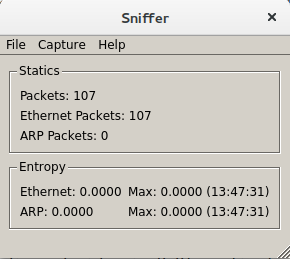 Sniffer
File Capture Help
Statics
Packets: 107
Ethernet Packets: 107
ARP Packets: 0
Entropy
Ethernet: 0.0000 Max: 0.0000 (13:47:31)
ARP: 0.0000 Max: 0.0000 (13:47:31)